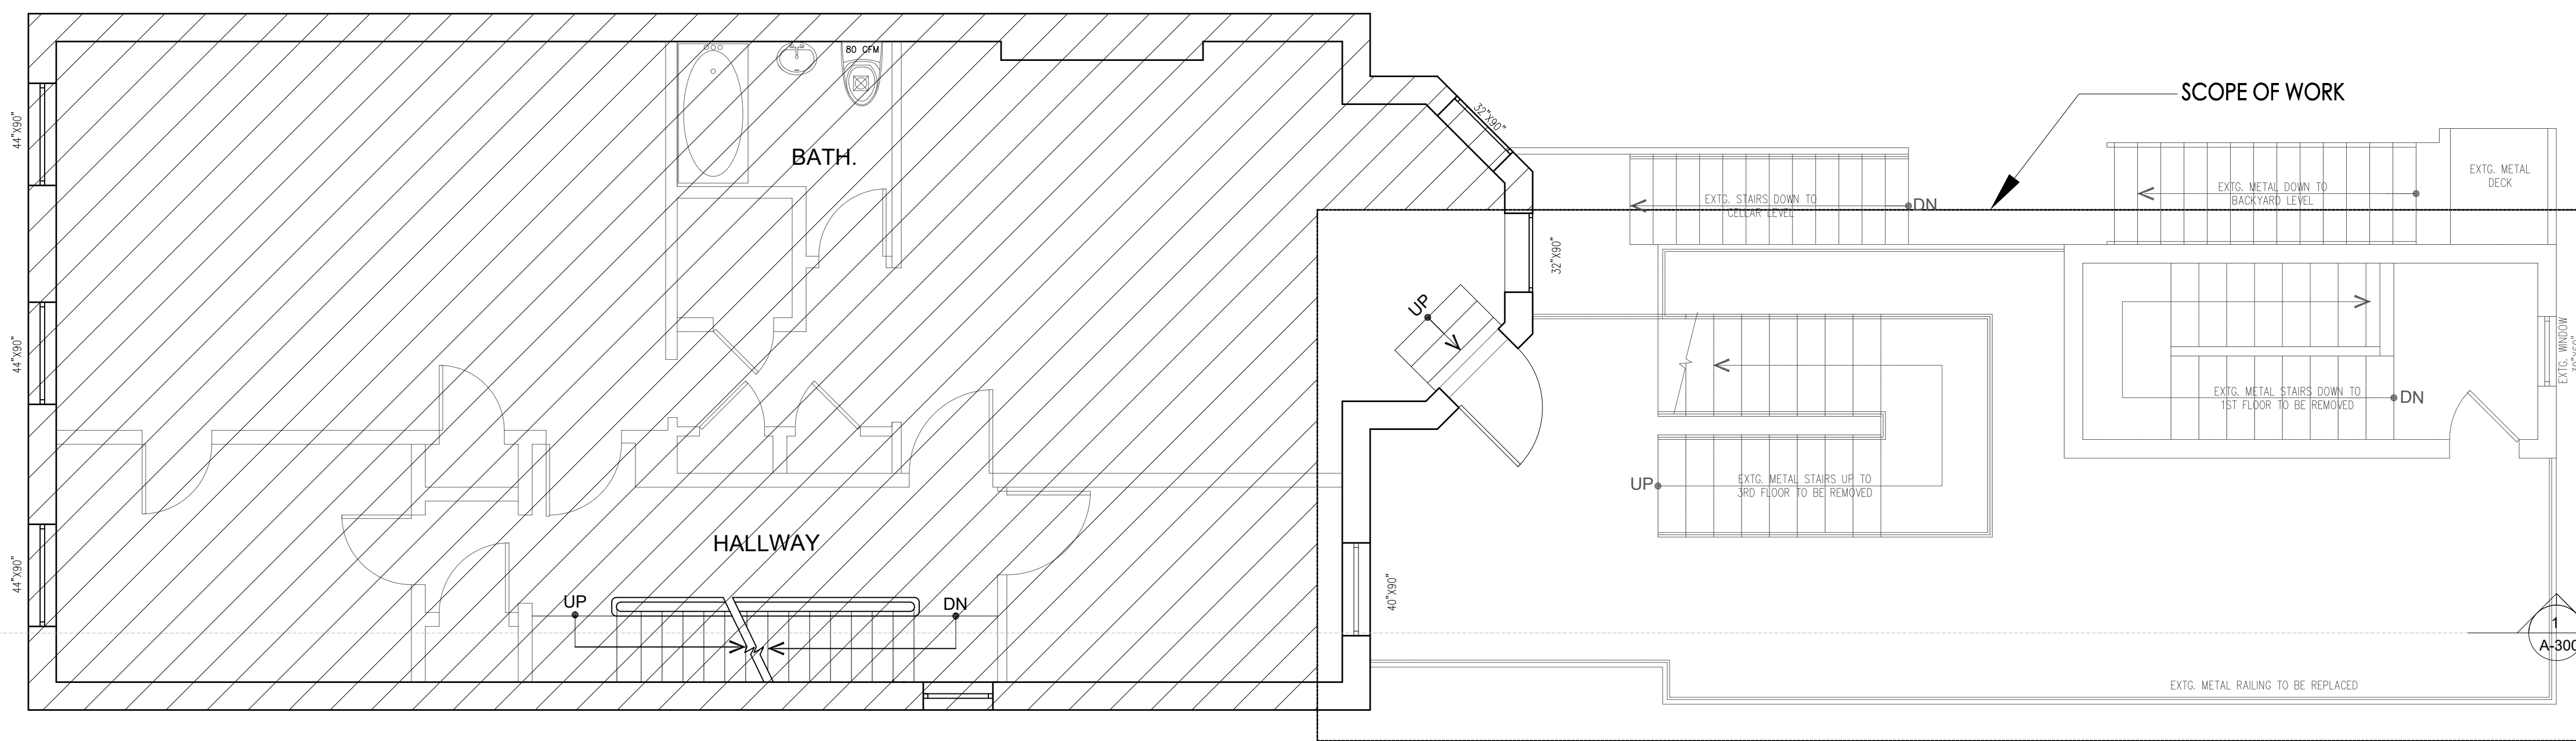 80 CFM
32"X90"
SCOPE OF WORK
44"X90"
BATH.
EXTG. METAL
DECK
EXTG. STAIRS DOWN TO
CELLAR LEVEL
DN
EXTG. METAL DOWN TO
BACKYARD LEVEL
32"X90"
UP
44"X90"
EXTG. WINDOW
EXTG. METAL STAIRS DOWN TO
1ST FLOOR TO BE REMOVED
DN
UP
EXTG. METAL STAIRS UP TO
3RD FLOOR TO BE REMOVED
HALLWAY
44"X90"
UP
DN
40"X90"
1
A-300
EXTG. METAL RAILING TO BE REPLACED